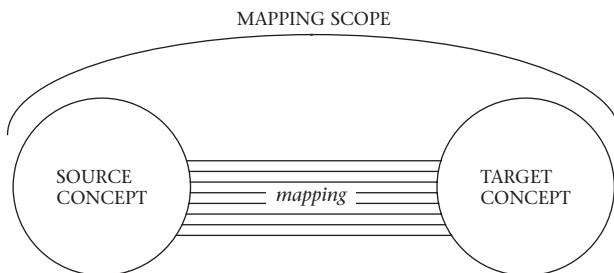 MAPPING SCOPE
SOURCE
CONCEPT
mapping
TARGET
CONCEPT